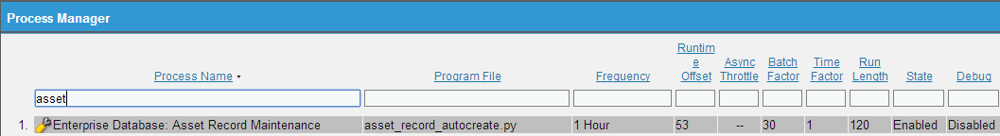 Process Manager
Process Name Program File Frequency Runtime Offset Async Throttle Batch Factor Time Factor Run Length State Debug
asset
1. Enterprise Database: Asset Record Maintenance asset_record_autocreate.py 1 Hour 53 -- 30 1 120 Enabled Disabled